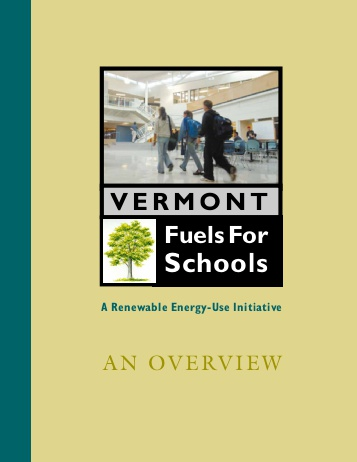 VERMONT
Fuels For
Schools
A Renewable Energy-Use Initiative
AN OVERVIEW